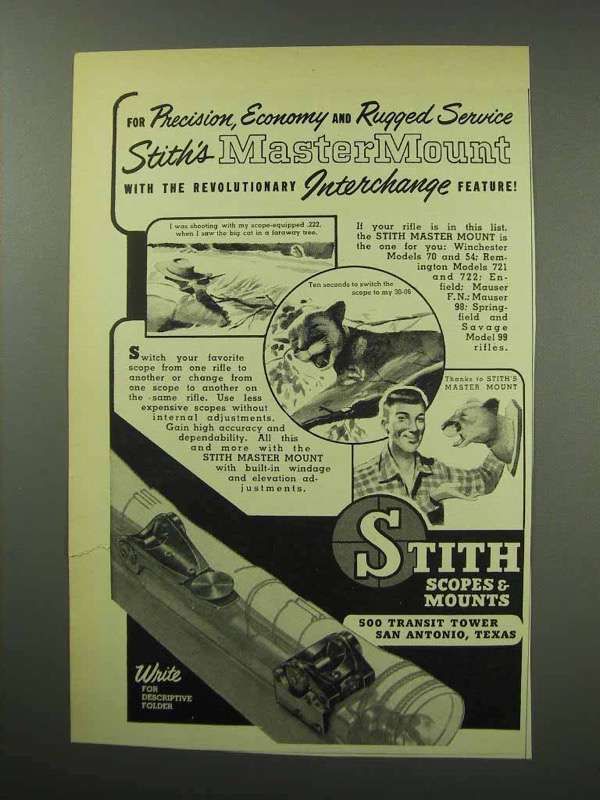 FOR Precision, Economy AND Rugged Service
Stith's MasterMount
WITH THE REVOLUTIONARY Interchange FEATURE!
I was shooting with my scope-equipped .222,
when I saw the big cat in a faraway tree.
Ten seconds to switch the
scope to my 30-06
If your rifle is in this list,
the STITH MASTER MOUNT is
the one for you: Winchester
Models 70 and 54; Rem-
ington Models 721
and 722; En-
field; Mauser
F.N.; Mauser
98; Spring-
field and
Savage
Model 99
rifles.
Switch your favorite
scope from one rifle to
another or change from
one scope to another on
the same rifle. Use less
expensive scopes without
internal adjustments.
Gain high accuracy and
dependability. All this
and more with the
STITH MASTER MOUNT
with built-in windage
and elevation ad-
justments.
Thanks to STITH'S
MASTER MOUNT
STITH
SCOPES &
MOUNTS
500 TRANSIT TOWER
SAN ANTONIO, TEXAS
Write
FOR
DESCRIPTIVE
FOLDER